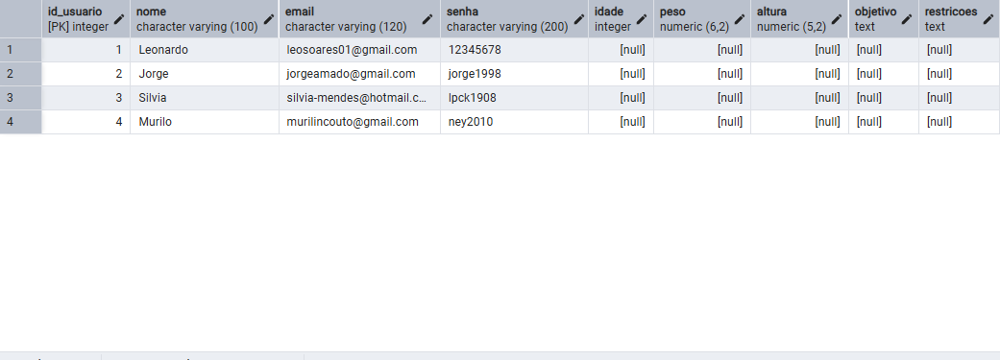 id_usuario nome email senha idade peso altura objetivo restricoes
[PK] integer character varying (100) character varying (120) character varying (200) integer numeric (6,2) numeric (5,2) text text
1 1 Leonardo leosoares01@gmail.com 12345678 [null] [null] [null] [null] [null]
2 2 Jorge jorgeamado@gmail.com jorge1998 [null] [null] [null] [null] [null]
3 3 Silvia silvia-mendes@hotmail.c... lpck1908 [null] [null] [null] [null] [null]
4 4 Murilo murilincouto@gmail.com ney2010 [null] [null] [null] [null] [null]